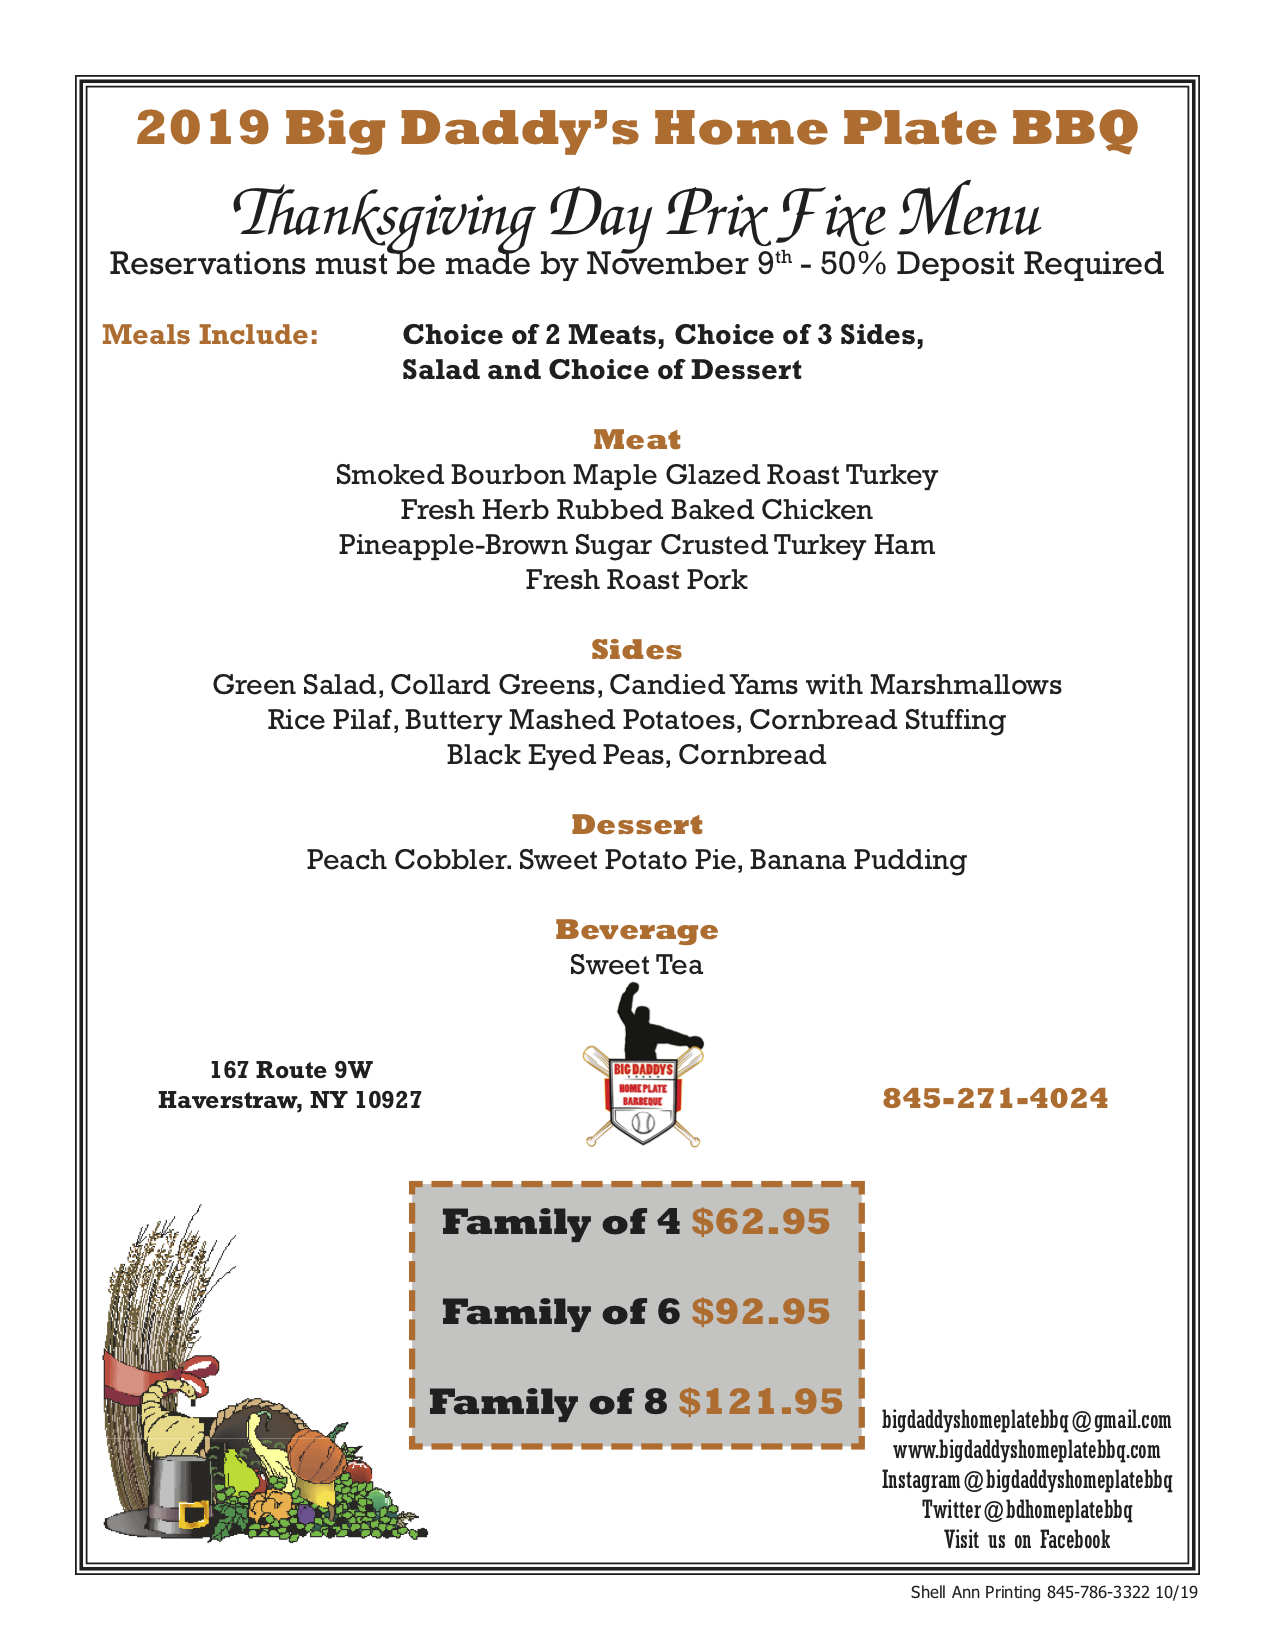 2019 Big Daddy’s Home Plate BBQ
Thanksgiving Day Prix Fixe Menu
Reservations must be made by November 9th - 50% Deposit Required
Meals Include: Choice of 2 Meats, Choice of 3 Sides,
Salad and Choice of Dessert
Meat
Smoked Bourbon Maple Glazed Roast Turkey
Fresh Herb Rubbed Baked Chicken
Pineapple-Brown Sugar Crusted Turkey Ham
Fresh Roast Pork
Sides
Green Salad, Collard Greens, Candied Yams with Marshmallows
Rice Pilaf, Buttery Mashed Potatoes, Cornbread Stuffing
Black Eyed Peas, Cornbread
Dessert
Peach Cobbler. Sweet Potato Pie, Banana Pudding
Beverage
Sweet Tea
167 Route 9W
Haverstraw, NY 10927
BIG DADDY'S
HOME PLATE
BARBEQUE
845-271-4024
Family of 4 $62.95
Family of 6 $92.95
Family of 8 $121.95
bigdaddyshomeplatebbq@gmail.com
www.bigdaddyshomeplatebbq.com
Instagram@bigdaddyshomeplatebbq
Twitter@bdhomeplatebbq
Visit us on Facebook
Shell Ann Printing 845-786-3322 10/19